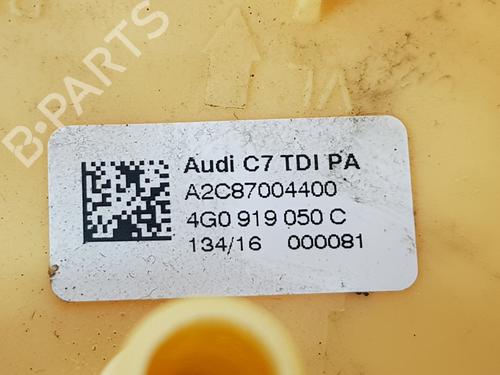 B-PARTS
Audi C7 TDI PA
A2C87004400
4G0 919 050 C
134/16 000081